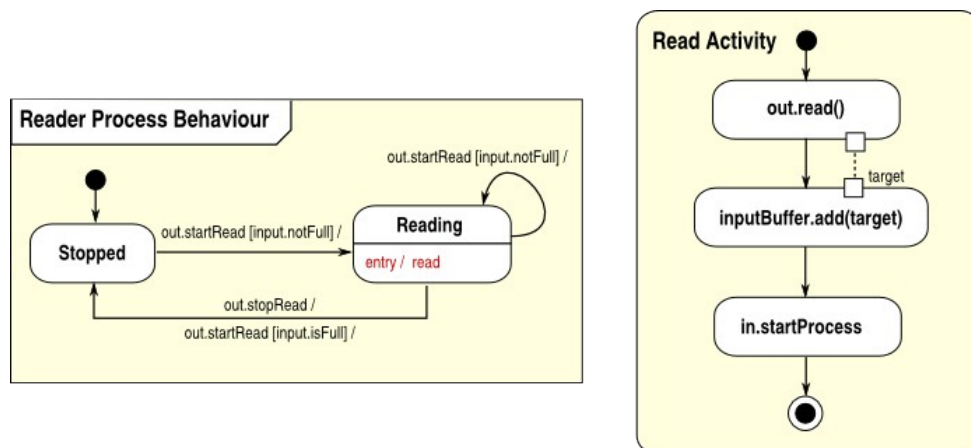 Reader Process Behaviour
out.startRead [input.notFull] /
Stopped
out.startRead [input.notFull] /
Reading
entry / read
out.stopRead /
out.startRead [input.isFull] /
Read Activity
out.read()
target
inputBuffer.add(target)
in.startProcess